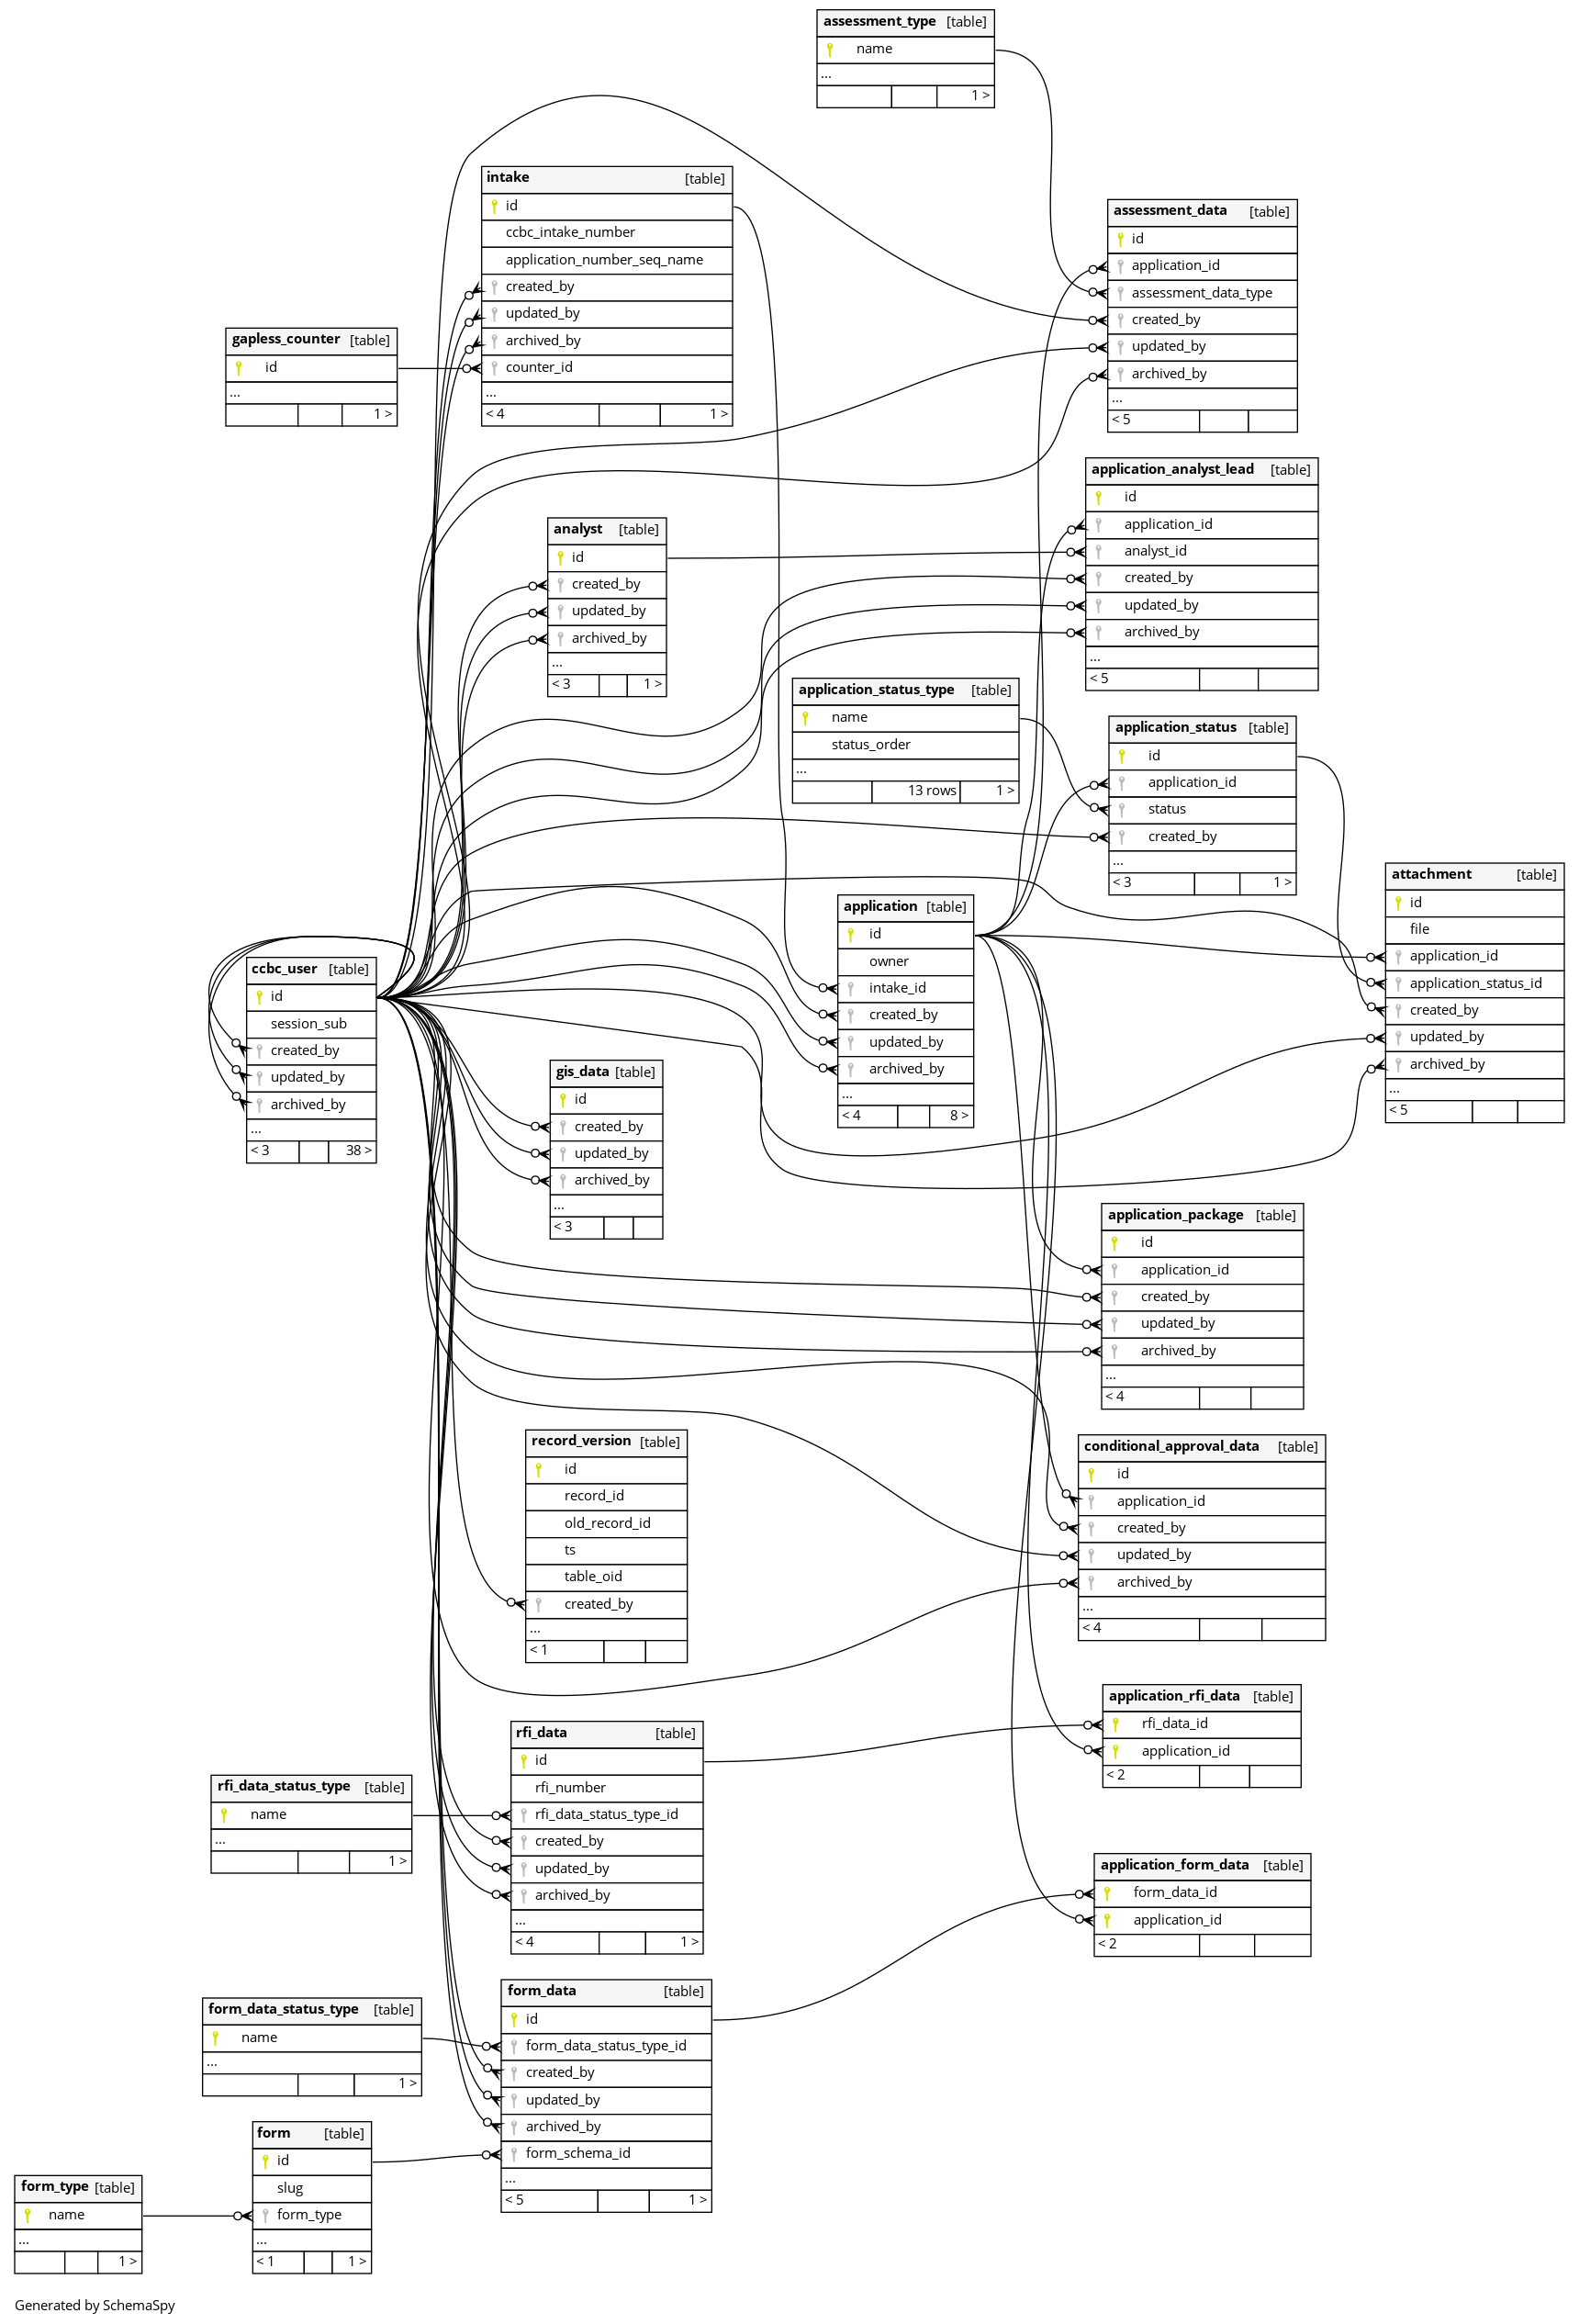 assessment_type [table]
name
...
1 >
intake [table]
id
ccbc_intake_number
application_number_seq_name
created_by
updated_by
archived_by
counter_id
...
< 4 1 >
assessment_data [table]
id
application_id
assessment_data_type
created_by
updated_by
archived_by
...
< 5
gapless_counter [table]
id
...
1 >
application_analyst_lead [table]
id
application_id
analyst_id
created_by
updated_by
archived_by
...
< 5
analyst [table]
id
created_by
updated_by
archived_by
...
< 3 1 >
application_status_type [table]
name
status_order
...
13 rows 1 >
application_status [table]
id
application_id
status
created_by
...
< 3 1 >
attachment [table]
id
file
application_id
application_status_id
created_by
updated_by
archived_by
...
< 5
application [table]
id
owner
intake_id
created_by
updated_by
archived_by
...
< 4 8 >
ccbc_user [table]
id
session_sub
created_by
updated_by
archived_by
...
< 3 38 >
gis_data [table]
id
created_by
updated_by
archived_by
...
< 3
application_package [table]
id
application_id
created_by
updated_by
archived_by
...
< 4
record_version [table]
id
record_id
old_record_id
ts
table_oid
created_by
...
< 1
conditional_approval_data [table]
id
application_id
created_by
updated_by
archived_by
...
< 4
application_rfi_data [table]
rfi_data_id
application_id
< 2
rfi_data [table]
id
rfi_number
rfi_data_status_type_id
created_by
updated_by
archived_by
...
< 4 1 >
rfi_data_status_type [table]
name
...
1 >
application_form_data [table]
form_data_id
application_id
< 2
form_data [table]
id
form_data_status_type_id
created_by
updated_by
archived_by
form_schema_id
...
< 5 1 >
form_data_status_type [table]
name
...
1 >
form [table]
id
slug
form_type
...
< 1 1 >
form_type [table]
name
...
1 >
Generated by SchemaSpy